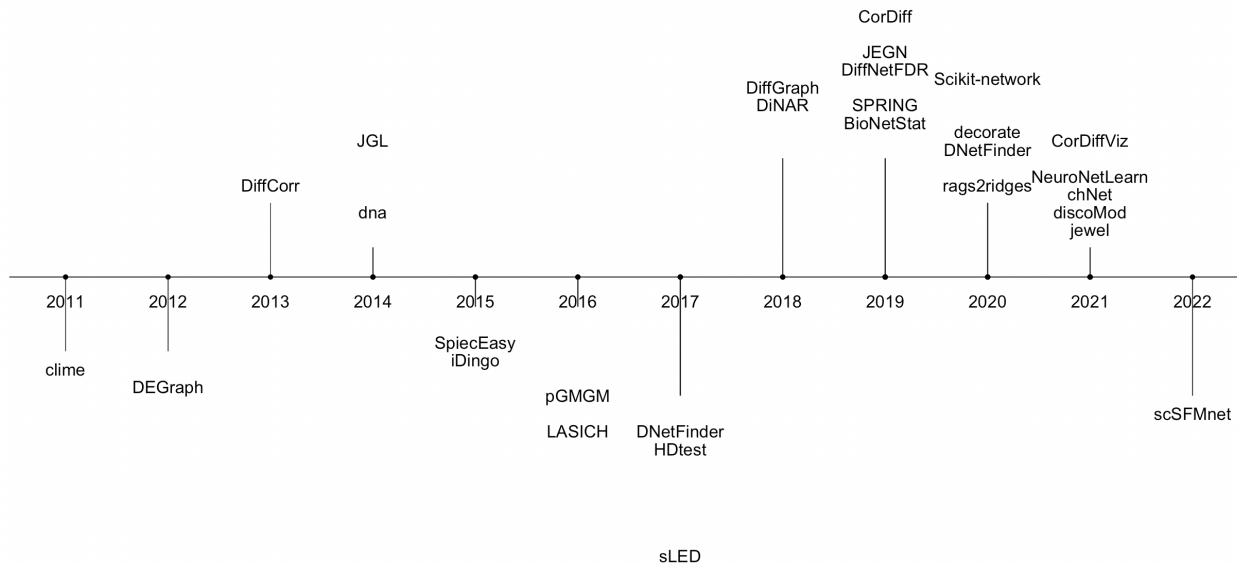 CorDiff
JEGN
DiffNetFDR
Scikit-network
DiffGraph
DiNAR
SPRING
BioNetStat
JGL
decorate
DNetFinder
CorDiffViz
DiffCorr
rags2ridges
NeuroNetLearn
chNet
dna
discoMod
jewel
2011
2012
2013
2014
2015
2016
2017
2018
2019
2020
2021
2022
SpiecEasy
iDingo
clime
DEGraph
pGMGM
LASICH
DNetFinder
HDtest
scSFMnet
sLED